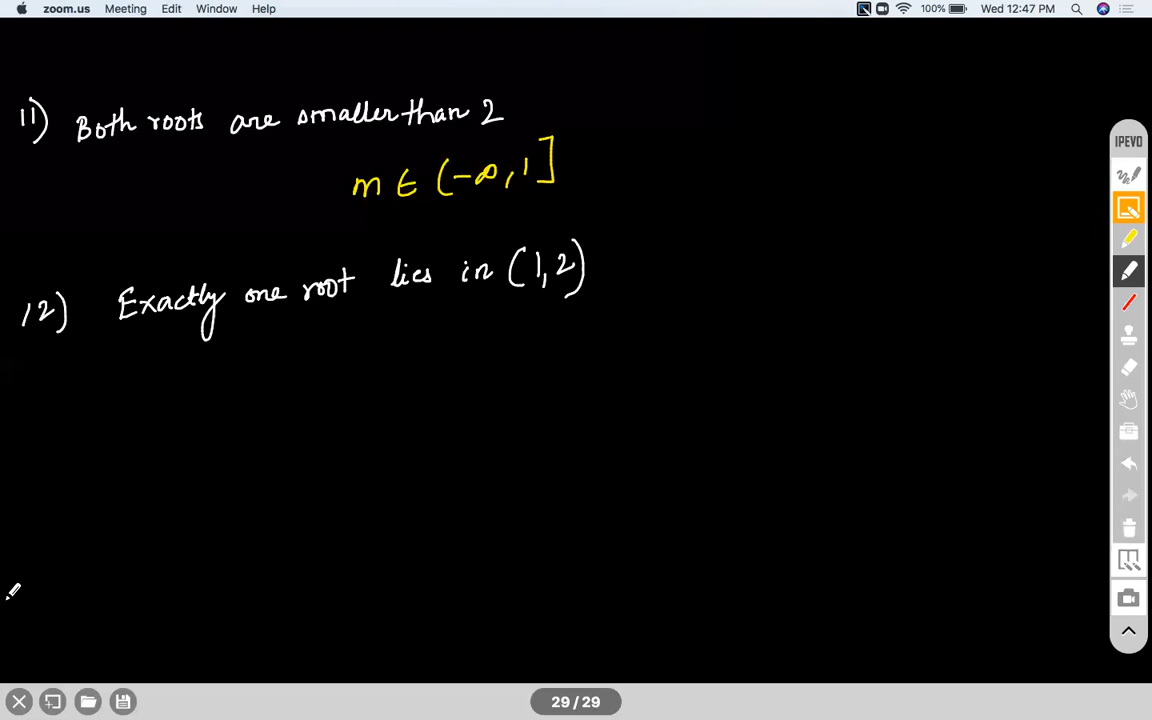 zoom.us Meeting Edit Window Help 100% Wed 12:47 PM
11) Both roots are smaller than 2
m ∈ (-∞, 1]
12) Exactly one root lies in (1, 2)
IPEVO
29 / 29